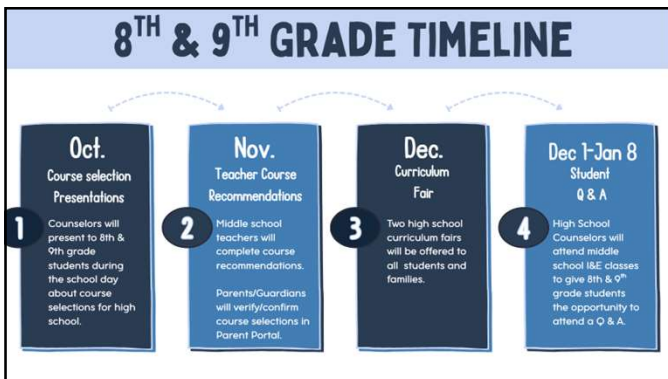 8TH & 9TH GRADE TIMELINE
Oct.
Course selection
Presentations
1
Counselors will
present to 8th &
9th grade
students during
the school day
about course
selections for high
school.
Nov.
Teacher Course
Recommendations
2
Middle school
teachers will
complete course
recommendations.
Parents/Guardians
will verify/confirm
course selections in
Parent Portal.
Dec.
Curriculum
Fair
3
Two high school
curriculum fairs
will be offered to
all students and
families.
Dec 1-Jan 8
Student
Q & A
4
High School
Counselors will
attend middle
school I&E classes
to give 8th & 9th
grade students
the opportunity to
attend a Q & A.